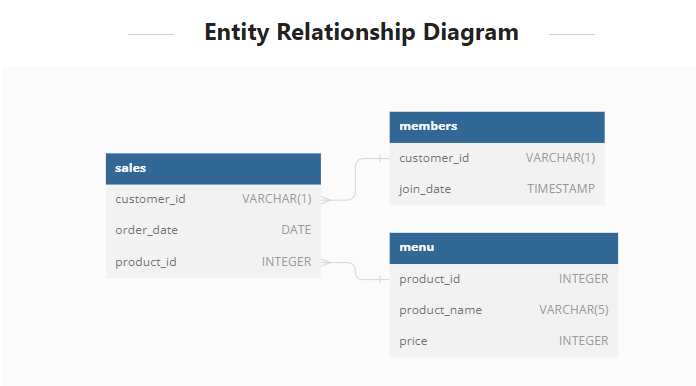 Entity Relationship Diagram
members
customer_id VARCHAR(1)
join_date TIMESTAMP
sales
customer_id VARCHAR(1)
order_date DATE
product_id INTEGER
menu
product_id INTEGER
product_name VARCHAR(5)
price INTEGER